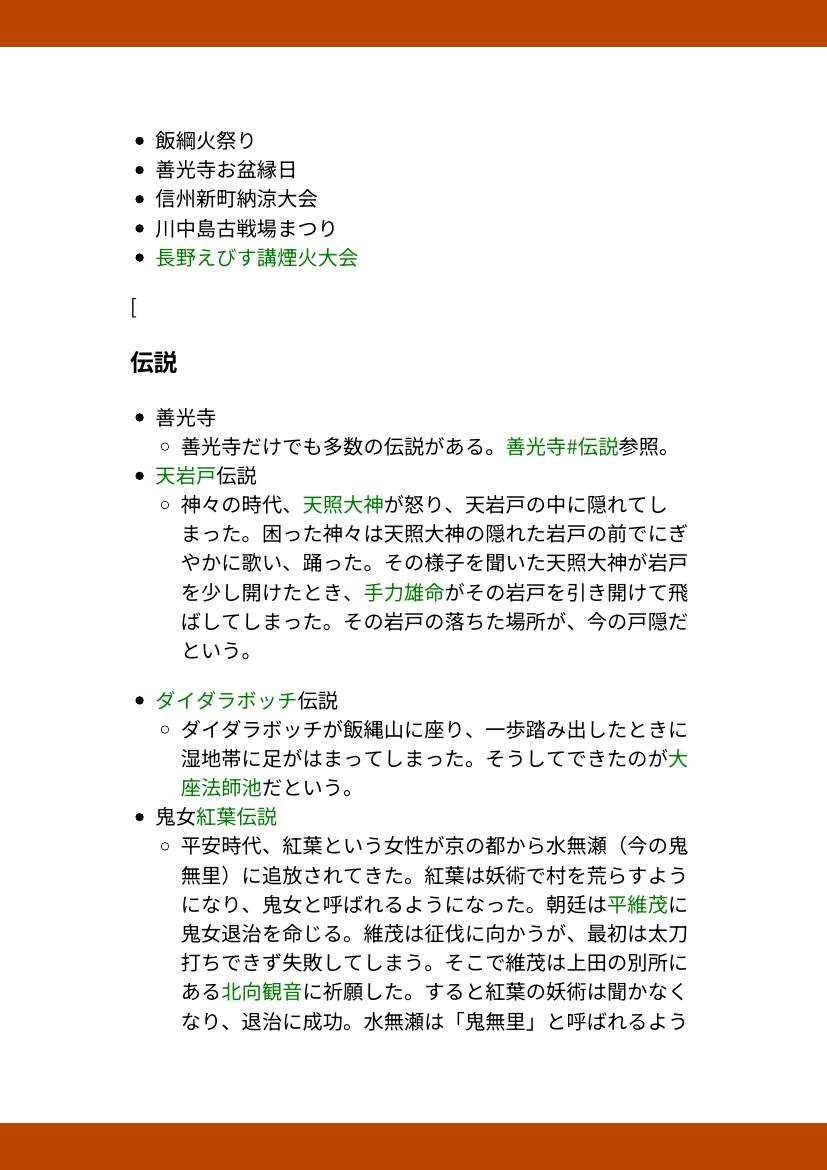 飯綱火祭り
善光寺お盆縁日
信州新町納涼大会
川中島古戦場まつり
長野えびす講煙火大会
[
伝説
善光寺
善光寺だけでも多数の伝説がある。善光寺#伝説参照。
天岩戸伝説
神々の時代、天照大神が怒り、天岩戸の中に隠れてし
まった。困った神々は天照大神の隠れた岩戸の前でにぎ
やかに歌い、踊った。その様子を聞いた天照大神が岩戸
を少し開けたとき、手力雄命がその岩戸を引き開けて飛
ばしてしまった。その岩戸の落ちた場所が、今の戸隠だ
という。
ダイダラボッチ伝説
ダイダラボッチが飯縄山に座り、一歩踏み出したときに
湿地帯に足がはまってしまった。そうしてできたのが大
座法師池だという。
鬼女紅葉伝説
平安時代、紅葉という女性が京の都から水無瀬（今の鬼
無里）に追放されてきた。紅葉は妖術で村を荒らすよう
になり、鬼女と呼ばれるようになった。朝廷は平維茂に
鬼女退治を命じる。維茂は征伐に向かうが、最初は太刀
打ちできず失敗してしまう。そこで維茂は上田の別所に
ある北向観音に祈願した。すると紅葉の妖術は聞かなく
なり、退治に成功。水無瀬は「鬼無里」と呼ばれるよう